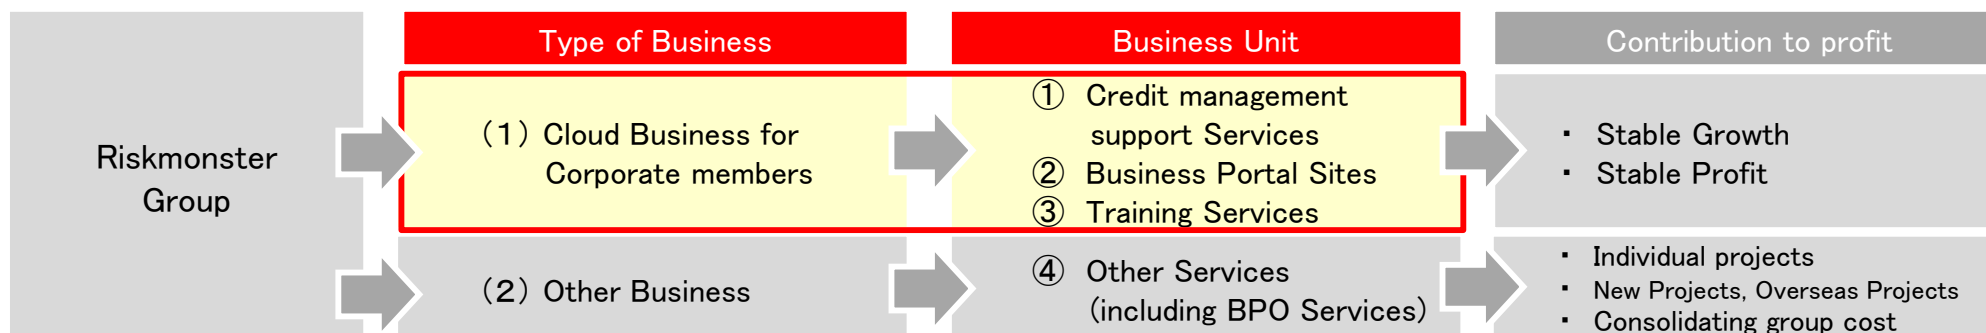 Type of Business
Business Unit
Contribution to profit
Riskmonster
Group
（1） Cloud Business for
Corporate members
① Credit management
support Services
② Business Portal Sites
③ Training Services
・ Stable Growth
・ Stable Profit
（2） Other Business
④ Other Services
(including BPO Services)
・ Individual projects
・ New Projects, Overseas Projects
・ Consolidating group cost